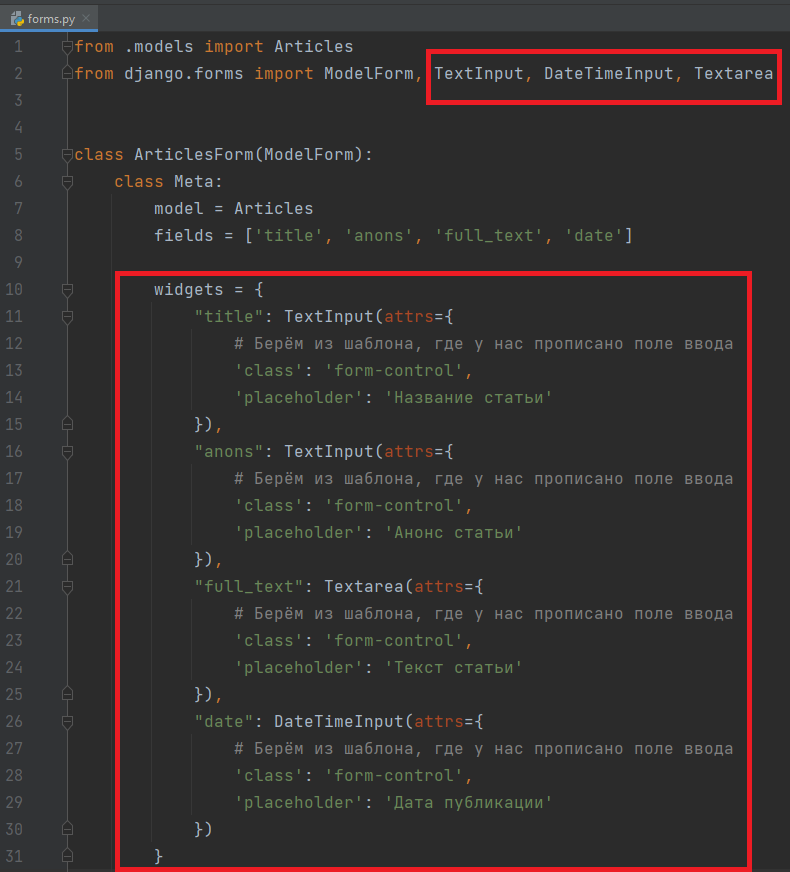 forms.py
1 from .models import Articles
2 from django.forms import ModelForm, TextInput, DateTimeInput, Textarea
3
4
5 class ArticlesForm(ModelForm):
6     class Meta:
7         model = Articles
8         fields = ['title', 'anons', 'full_text', 'date']
9
10         widgets = {
11             "title": TextInput(attrs={
12                 # Берём из шаблона, где у нас прописано поле ввода
13                 'class': 'form-control',
14                 'placeholder': 'Название статьи'
15             }),
16             "anons": TextInput(attrs={
17                 # Берём из шаблона, где у нас прописано поле ввода
18                 'class': 'form-control',
19                 'placeholder': 'Анонс статьи'
20             }),
21             "full_text": Textarea(attrs={
22                 # Берём из шаблона, где у нас прописано поле ввода
23                 'class': 'form-control',
24                 'placeholder': 'Текст статьи'
25             }),
26             "date": DateTimeInput(attrs={
27                 # Берём из шаблона, где у нас прописано поле ввода
28                 'class': 'form-control',
29                 'placeholder': 'Дата публикации'
30             })
31         }